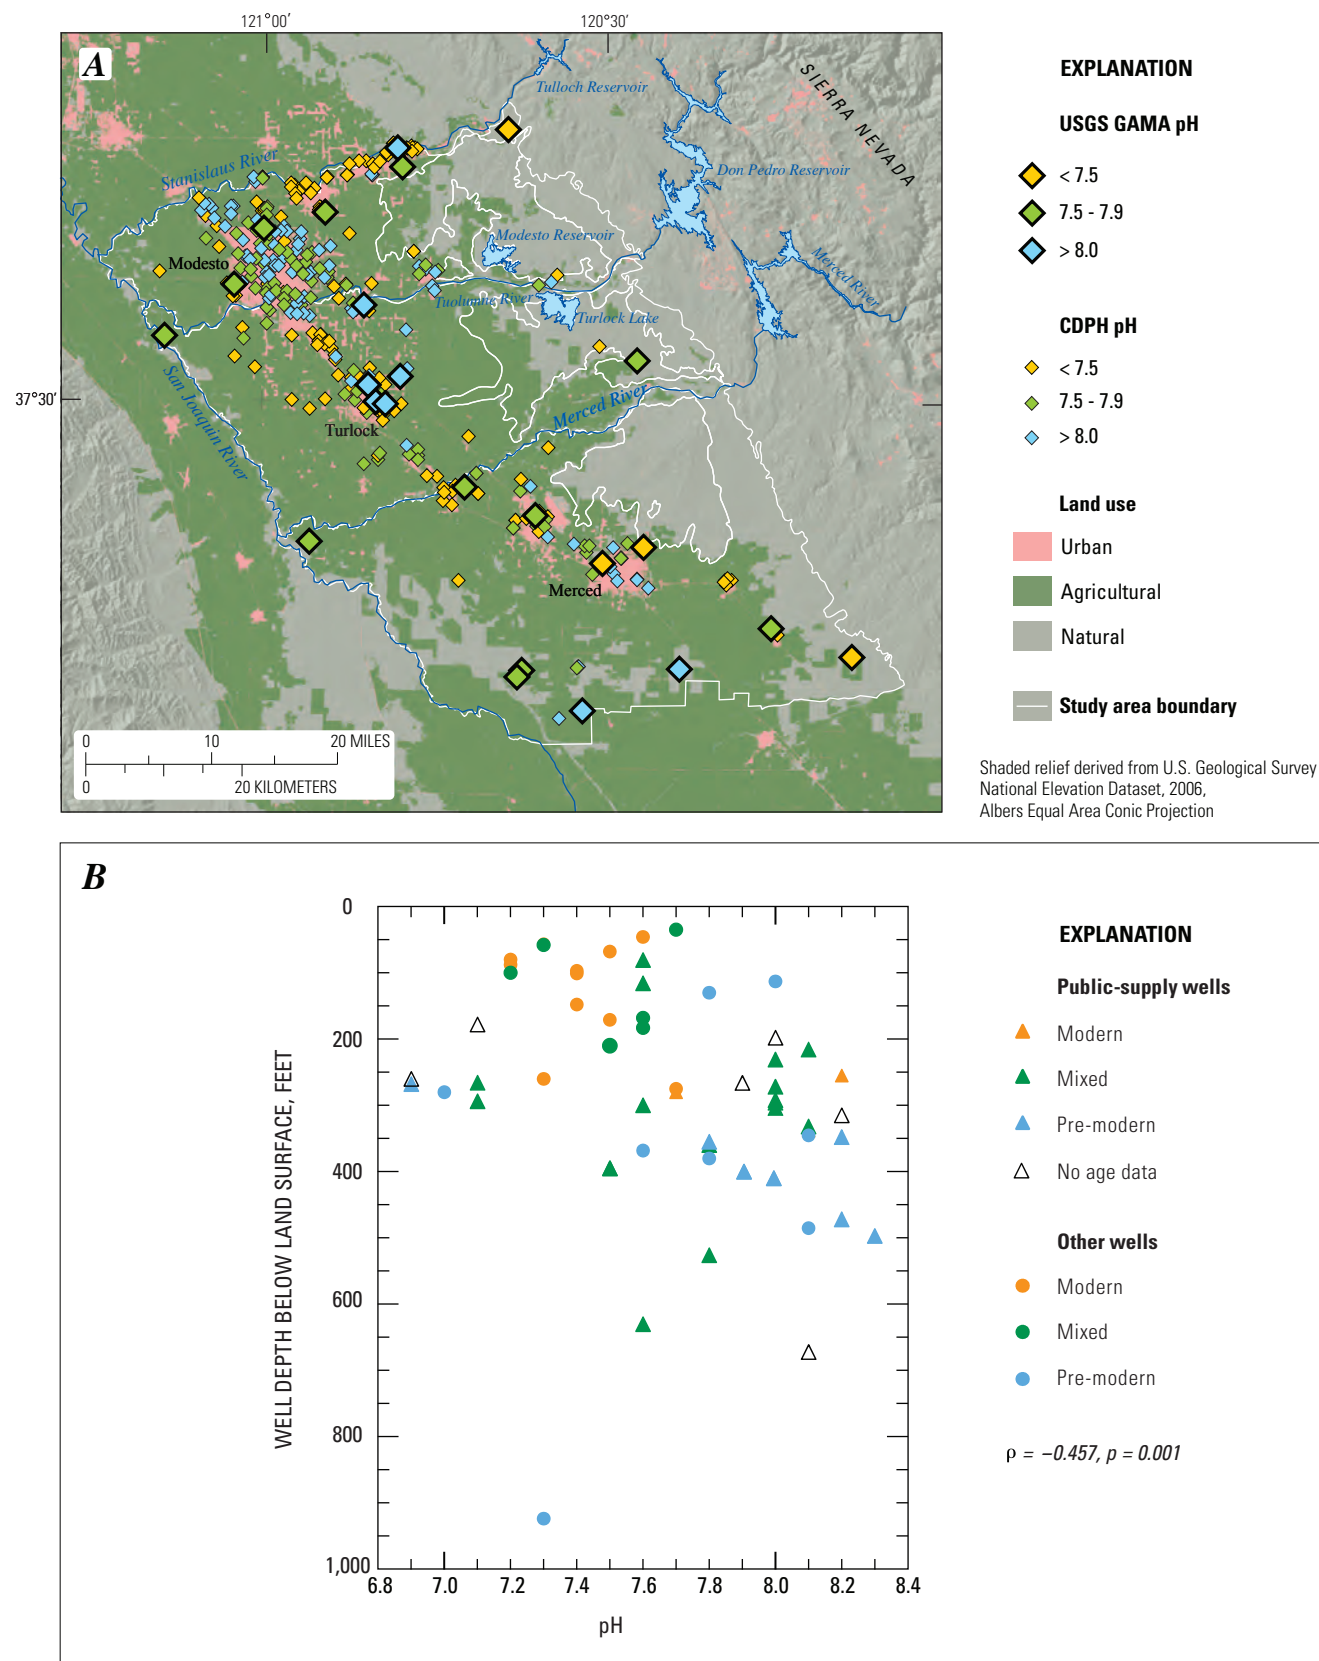 121°00′
120°30′
A
SIERRA NEVADA
Tulloch Reservoir
Stanislaus River
Don Pedro Reservoir
Modesto Reservoir
Modesto
Merced River
Tuolumne River
Turlock Lake
37°30′
San Joaquin River
Merced River
Turlock
Merced
0 10 20 MILES
0 20 KILOMETERS
EXPLANATION
USGS GAMA pH
< 7.5
7.5 - 7.9
> 8.0
CDPH pH
< 7.5
7.5 - 7.9
> 8.0
Land use
Urban
Agricultural
Natural
Study area boundary
Shaded relief derived from U.S. Geological Survey
National Elevation Dataset, 2006,
Albers Equal Area Conic Projection
B
WELL DEPTH BELOW LAND SURFACE, FEET
0
200
400
600
800
1,000
6.8 7.0 7.2 7.4 7.6 7.8 8.0 8.2 8.4
pH
EXPLANATION
Public-supply wells
Modern
Mixed
Pre-modern
No age data
Other wells
Modern
Mixed
Pre-modern
ρ = −0.457, p = 0.001